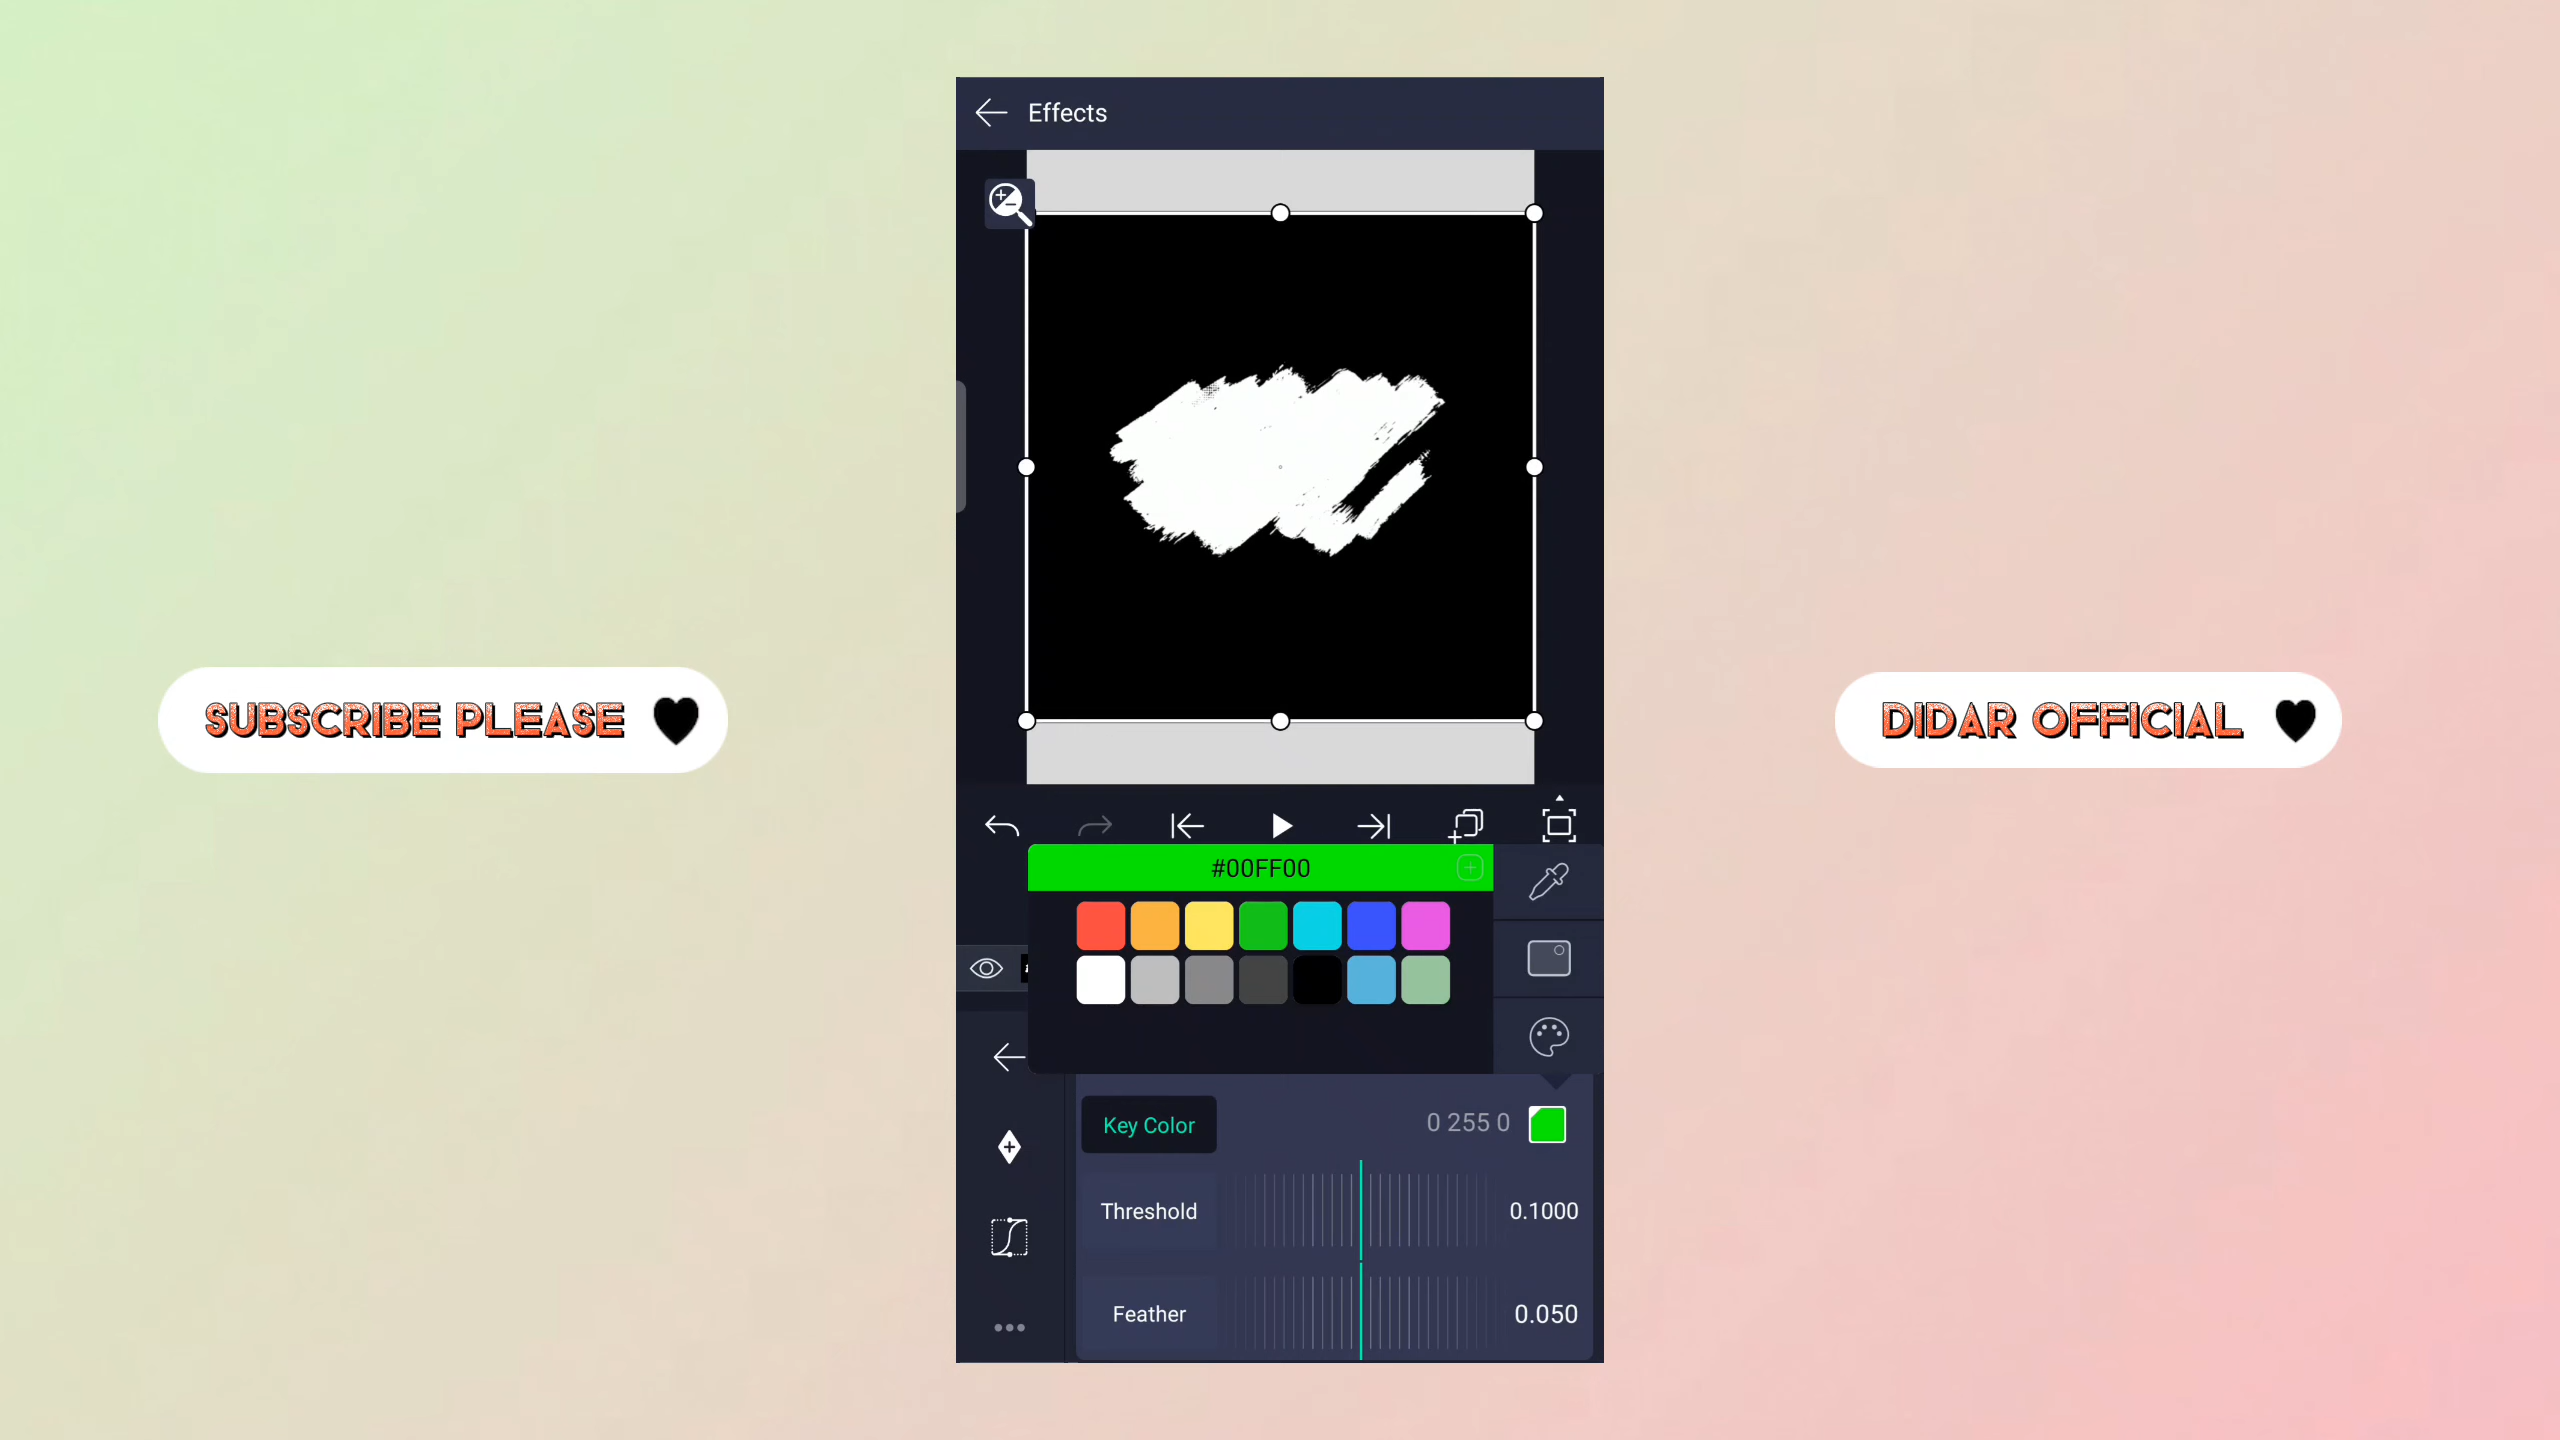 Effects
SUBSCRIBE PLEASE
DIDAR OFFICIAL
#00FF00
Key Color
0 255 0
Threshold
0.1000
Feather
0.050